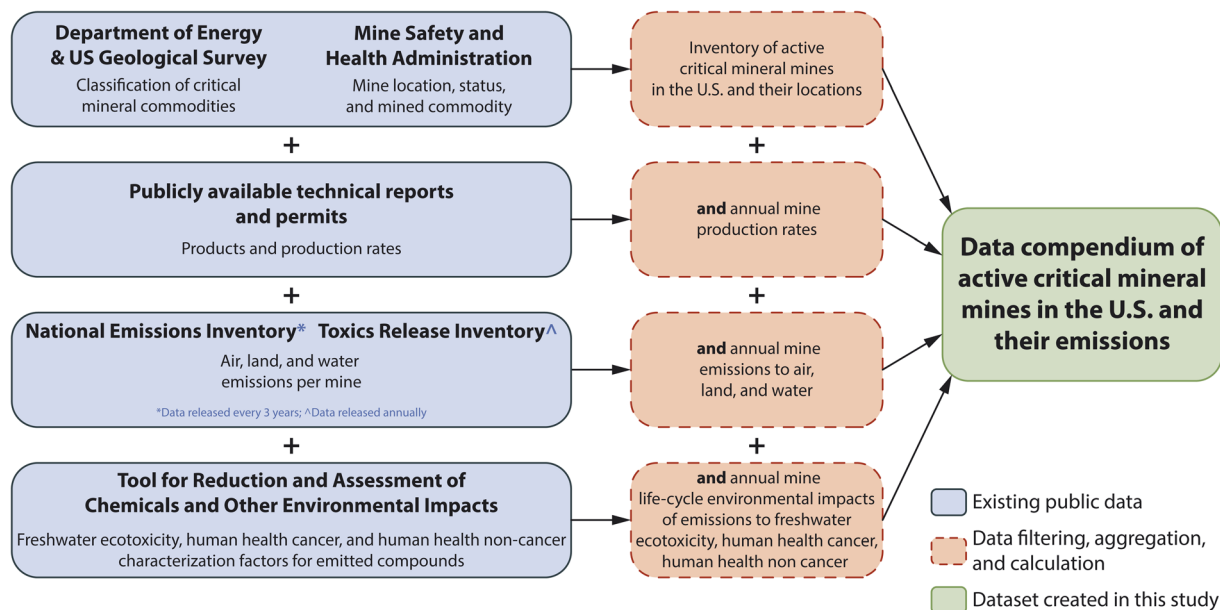 Department of Energy
& US Geological Survey
Classification of critical
mineral commodities
Mine Safety and
Health Administration
Mine location, status,
and mined commodity
Inventory of active
critical mineral mines
in the U.S. and their locations
+
+
Publicly available technical reports
and permits
Products and production rates
and annual mine
production rates
+
+
National Emissions Inventory* Toxics Release Inventory^
Air, land, and water
emissions per mine
*Data released every 3 years; ^Data released annually
and annual mine
emissions to air,
land, and water
+
+
Tool for Reduction and Assessment of
Chemicals and Other Environmental Impacts
Freshwater ecotoxicity, human health cancer, and human health non-cancer
characterization factors for emitted compounds
and annual mine
life-cycle environmental impacts
of emissions to freshwater
ecotoxicity, human health cancer,
human health non cancer
Data compendium of
active critical mineral
mines in the U.S. and
their emissions
Existing public data
Data filtering, aggregation,
and calculation
Dataset created in this study